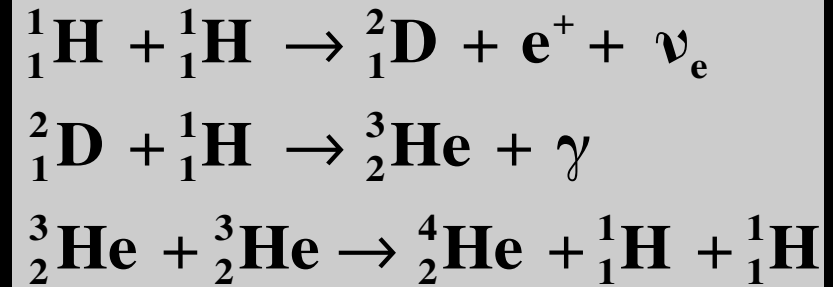 ¹₁H + ¹₁H → ²₁D + e⁺ + νₑ
²₁D + ¹₁H → ³₂He + γ
³₂He + ³₂He → ⁴₂He + ¹₁H + ¹₁H